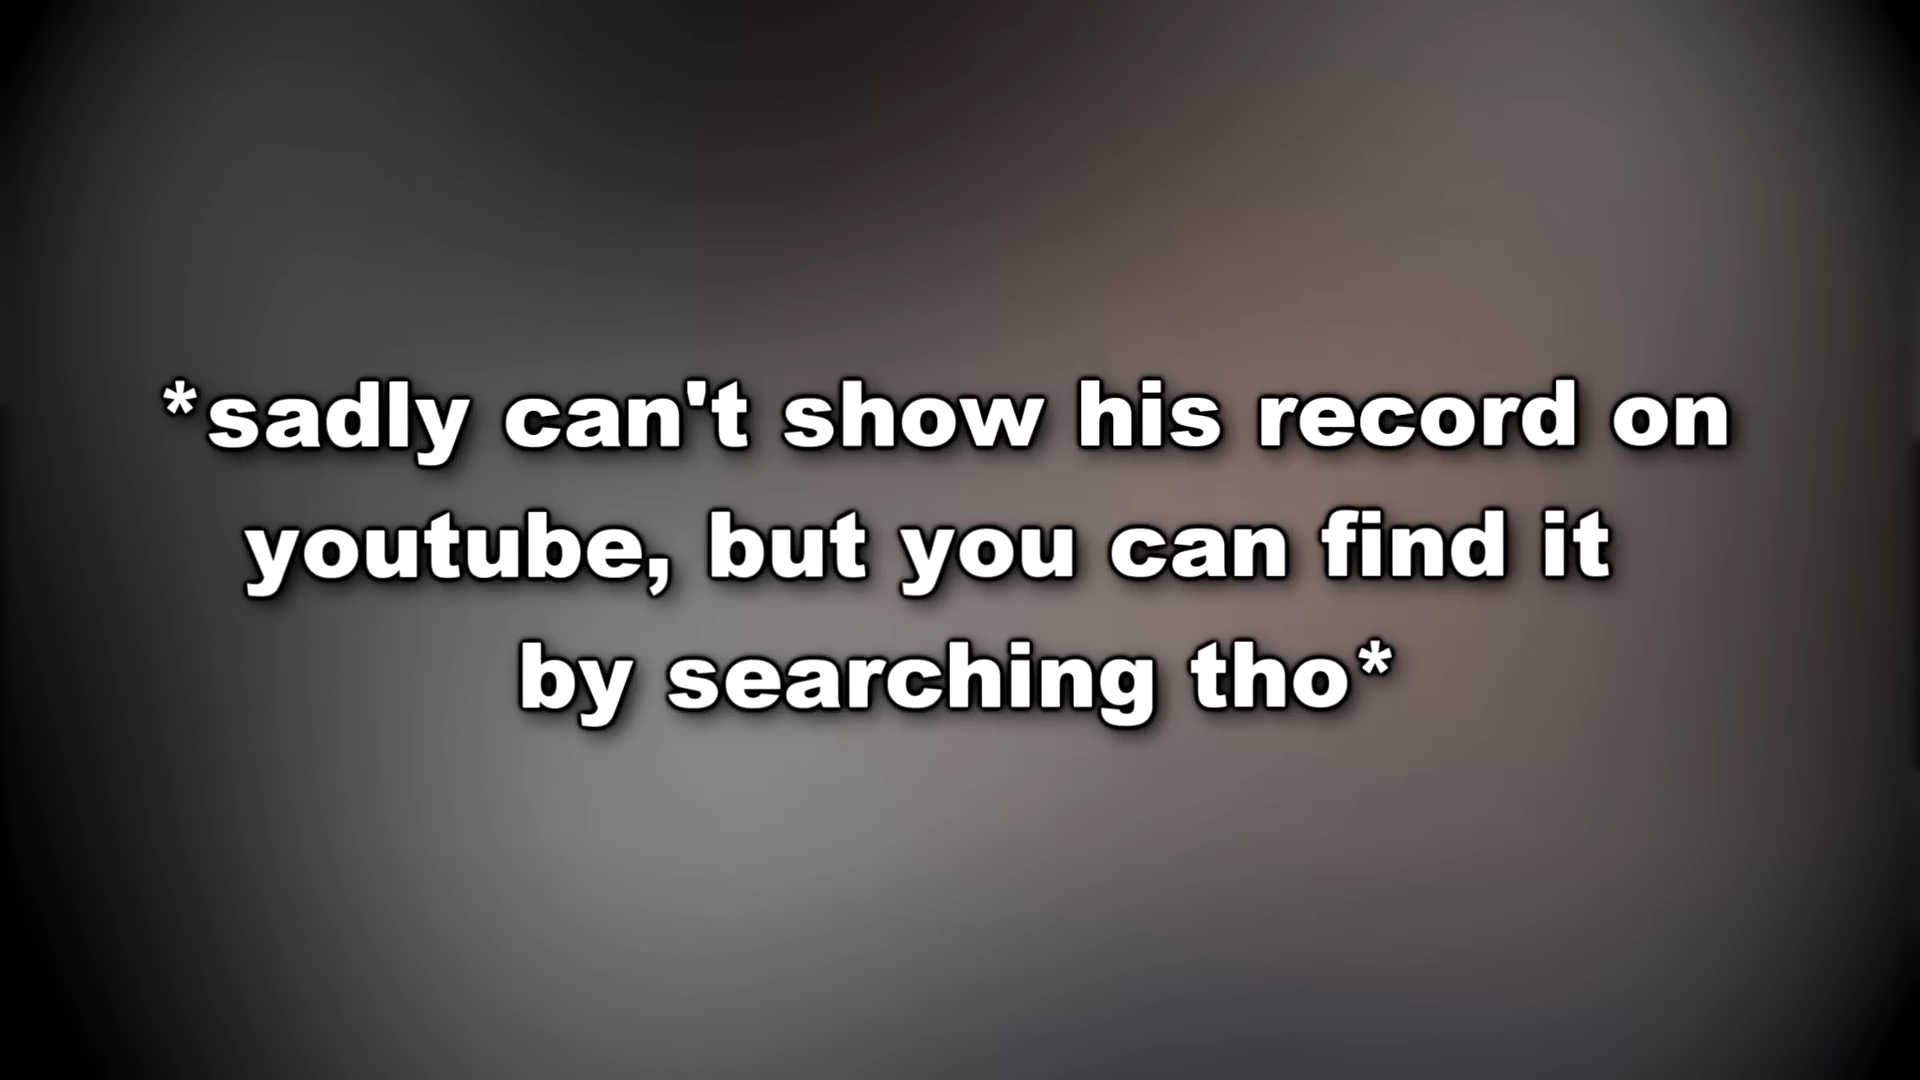 *sadly can't show his record on
youtube, but you can find it
by searching tho*